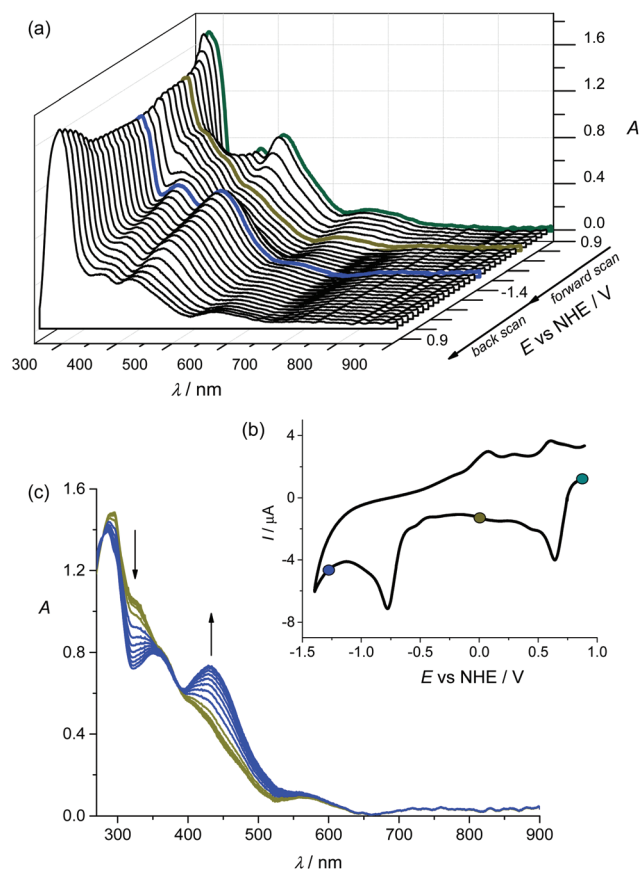 (a)
1.6
1.2
A
0.8
0.4
0.0
0.9
-1.4
forward scan
0.9
back scan
E vs NHE / V
300 400 500 600 700 800 900
λ / nm
(b)
4
0
-4
-8
I / μA
-1.5 -1.0 -0.5 0.0 0.5 1.0
E vs NHE / V
(c)
1.6
1.2
A
0.8
0.4
0.0
300 400 500 600 700 800 900
λ / nm